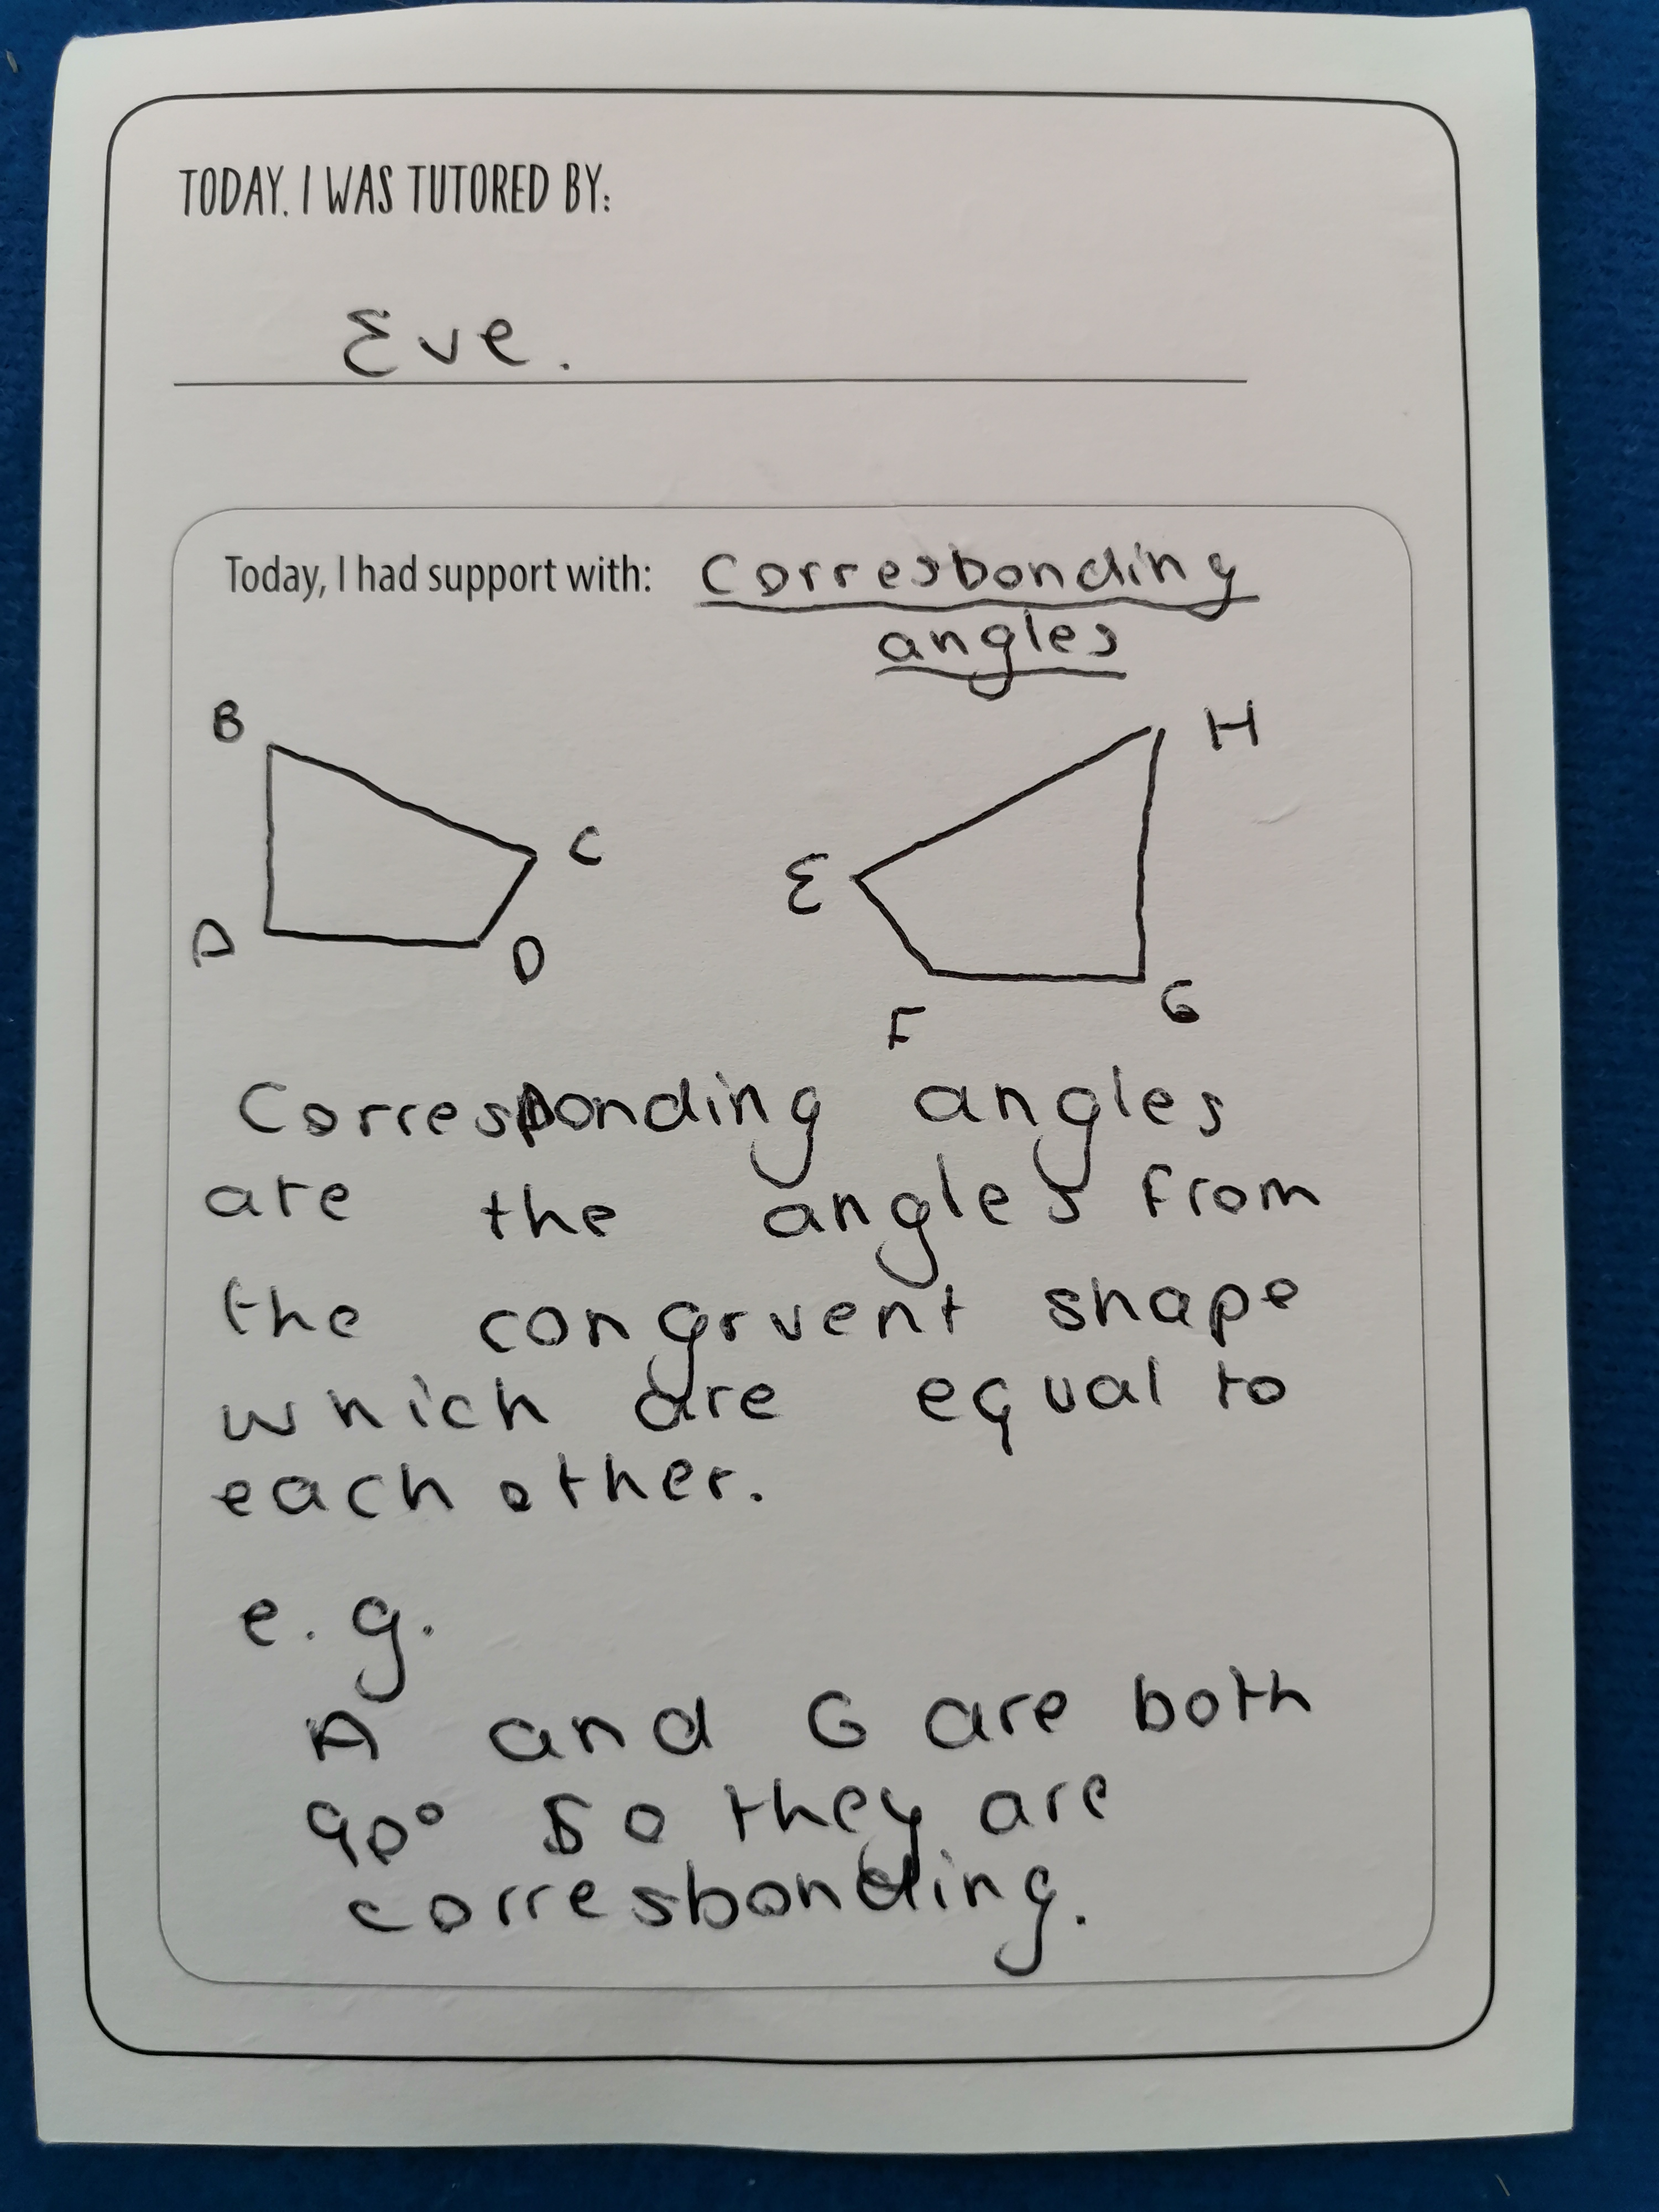 TODAY, I WAS TUTORED BY:
Eve.
Today, I had support with: Corresbonding
angles
B
H
C
E
A
D
G
F
Corresponding angles
are the angles from
the congruent shape
which are equal to
each other.
e.g.
A and G are both
90° so they are
corresbonding.